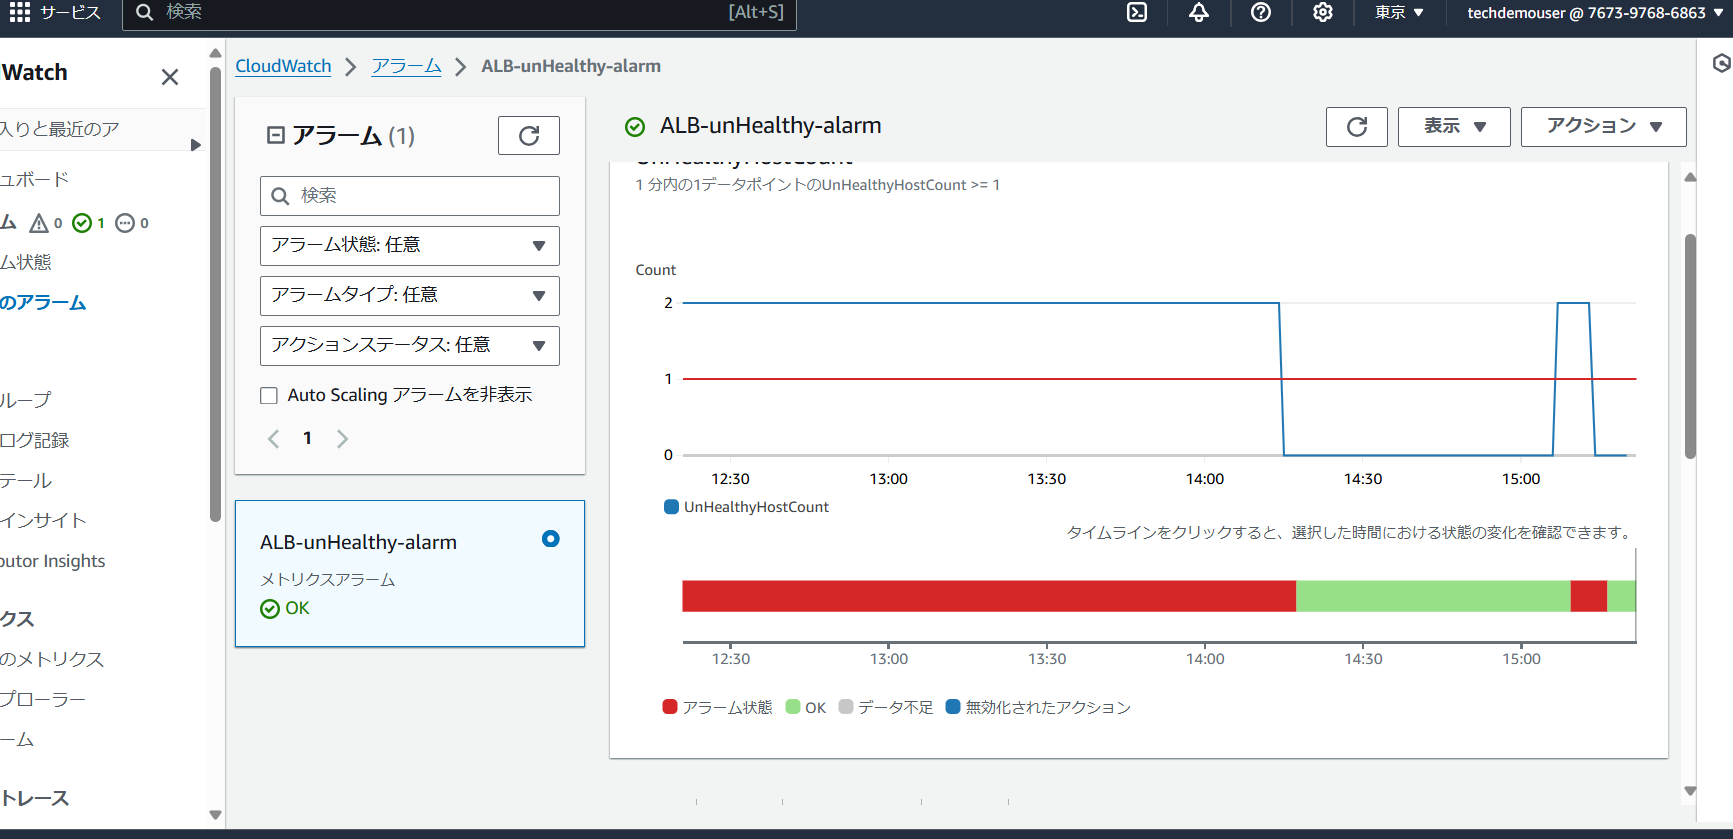 サービス
検索
[Alt+S]
東京
techdemouser @ 7673-9768-6863
Watch
入りと最近のア
ュボード
ム 0 1 0
ム状態
のアラーム
ループ
ログ記録
テール
インサイト
butor Insights
クス
のメトリクス
プローラー
ーム
トレース
CloudWatch
アラーム
ALB-unHealthy-alarm
アラーム (1)
検索
アラーム状態: 任意
アラームタイプ: 任意
アクションステータス: 任意
Auto Scaling アラームを非表示
1
ALB-unHealthy-alarm
メトリクスアラーム
OK
ALB-unHealthy-alarm
表示
アクション
UnHealthyHostCount
1 分内の1データポイントのUnHealthyHostCount >= 1
Count
2
1
0
12:30 13:00 13:30 14:00 14:30 15:00
UnHealthyHostCount
タイムラインをクリックすると、選択した時間における状態の変化を確認できます。
12:30 13:00 13:30 14:00 14:30 15:00
アラーム状態 OK データ不足 無効化されたアクション